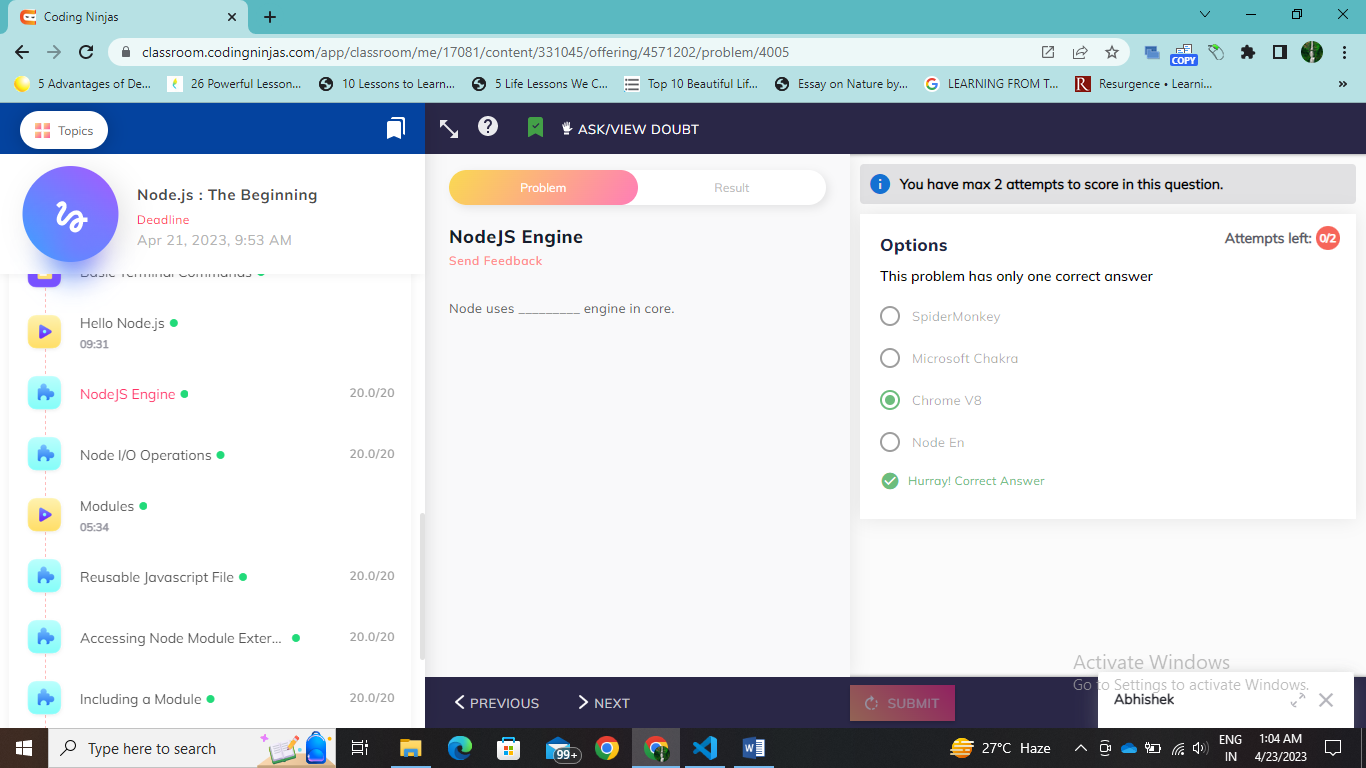 Coding Ninjas
classroom.codingninjas.com/app/classroom/me/17081/content/331045/offering/4571202/problem/4005
COPY
5 Advantages of De...
26 Powerful Lesson...
10 Lessons to Learn...
5 Life Lessons We C...
Top 10 Beautiful Lif...
Essay on Nature by...
LEARNING FROM T...
Resurgence • Learni...
»
Topics
ASK/VIEW DOUBT
Node.js : The Beginning
Deadline
Apr 21, 2023, 9:53 AM
Basic Terminal Commands
Hello Node.js
09:31
NodeJS Engine
20.0/20
Node I/O Operations
20.0/20
Modules
05:34
Reusable Javascript File
20.0/20
Accessing Node Module Exter...
20.0/20
Including a Module
20.0/20
Problem
Result
NodeJS Engine
Send Feedback
Node uses _________ engine in core.
You have max 2 attempts to score in this question.
Options
Attempts left: 0/2
This problem has only one correct answer
SpiderMonkey
Microsoft Chakra
Chrome V8
Node En
Hurray! Correct Answer
PREVIOUS
NEXT
SUBMIT
Activate Windows
Go to Settings to activate Windows.
Abhishek
Type here to search
99+
27°C Haze
ENG
IN
1:04 AM
4/23/2023